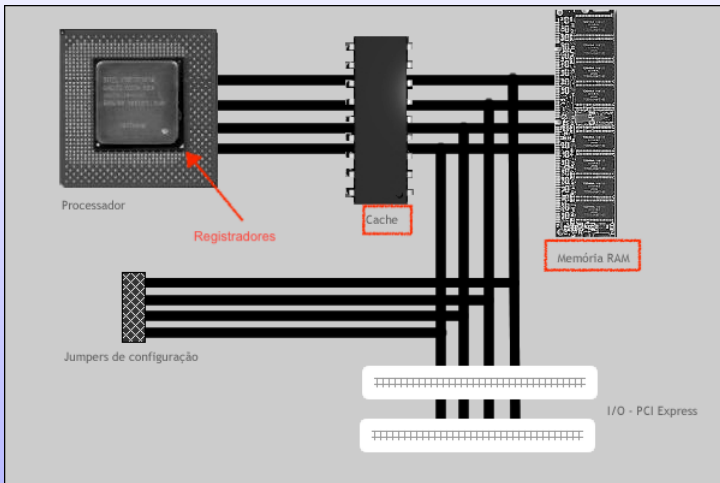 Processador
Registradores
Cache
Memória RAM
Jumpers de configuração
I/O - PCI Express